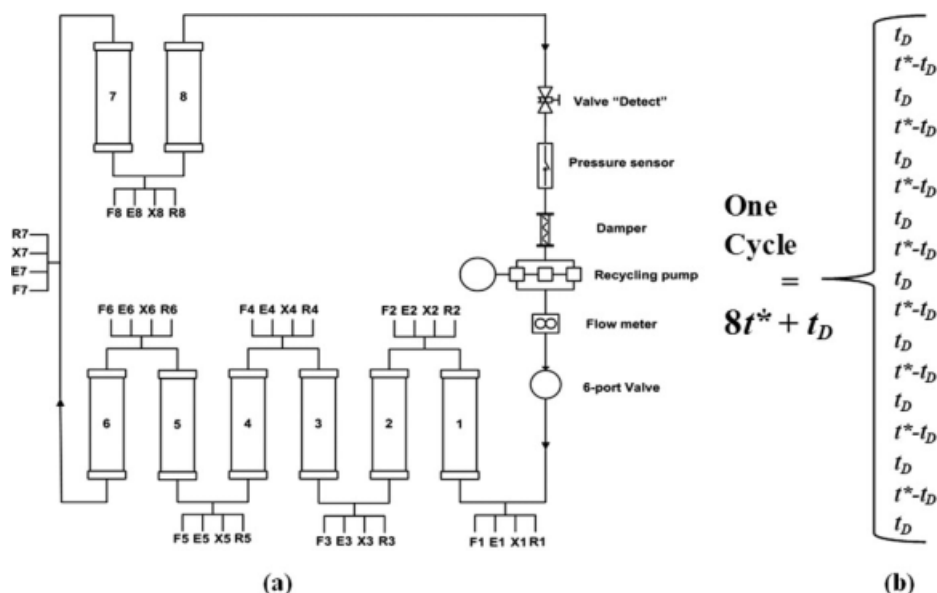 7
8
Valve “Detect”
Pressure sensor
F8 E8 X8 R8
Damper
R7
X7
E7
F7
Recycling pump
F6 E6 X6 R6
F4 E4 X4 R4
F2 E2 X2 R2
Flow meter
6-port Valve
6
5
4
3
2
1
F5 E5 X5 R5
F3 E3 X3 R3
F1 E1 X1 R1
(a)
One
Cycle
=
8t* + tD
tD
t*-tD
tD
t*-tD
tD
t*-tD
tD
t*-tD
tD
t*-tD
tD
t*-tD
tD
t*-tD
tD
t*-tD
tD
(b)